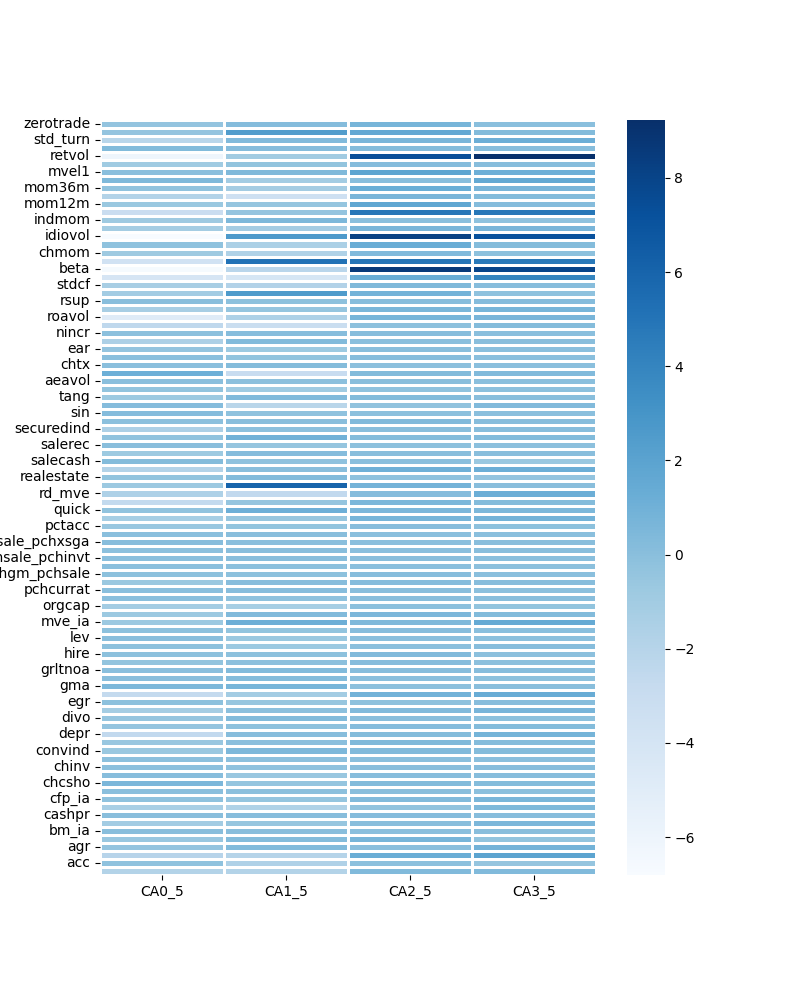 zerotrade
std_turn
retvol
mvel1
mom36m
mom12m
indmom
idiovol
chmom
beta
stdcf
rsup
roavol
nincr
ear
chtx
aeavol
tang
sin
securedind
salerec
salecash
realestate
rd_mve
quick
pctacc
sale_pchxsga
hsale_pchinvt
hgm_pchsale
pchcurrat
orgcap
mve_ia
lev
hire
grltnoa
gma
egr
divo
depr
convind
chinv
chcsho
cfp_ia
cashpr
bm_ia
agr
acc
CA0_5 CA1_5 CA2_5 CA3_5
8
6
4
2
0
−2
−4
−6